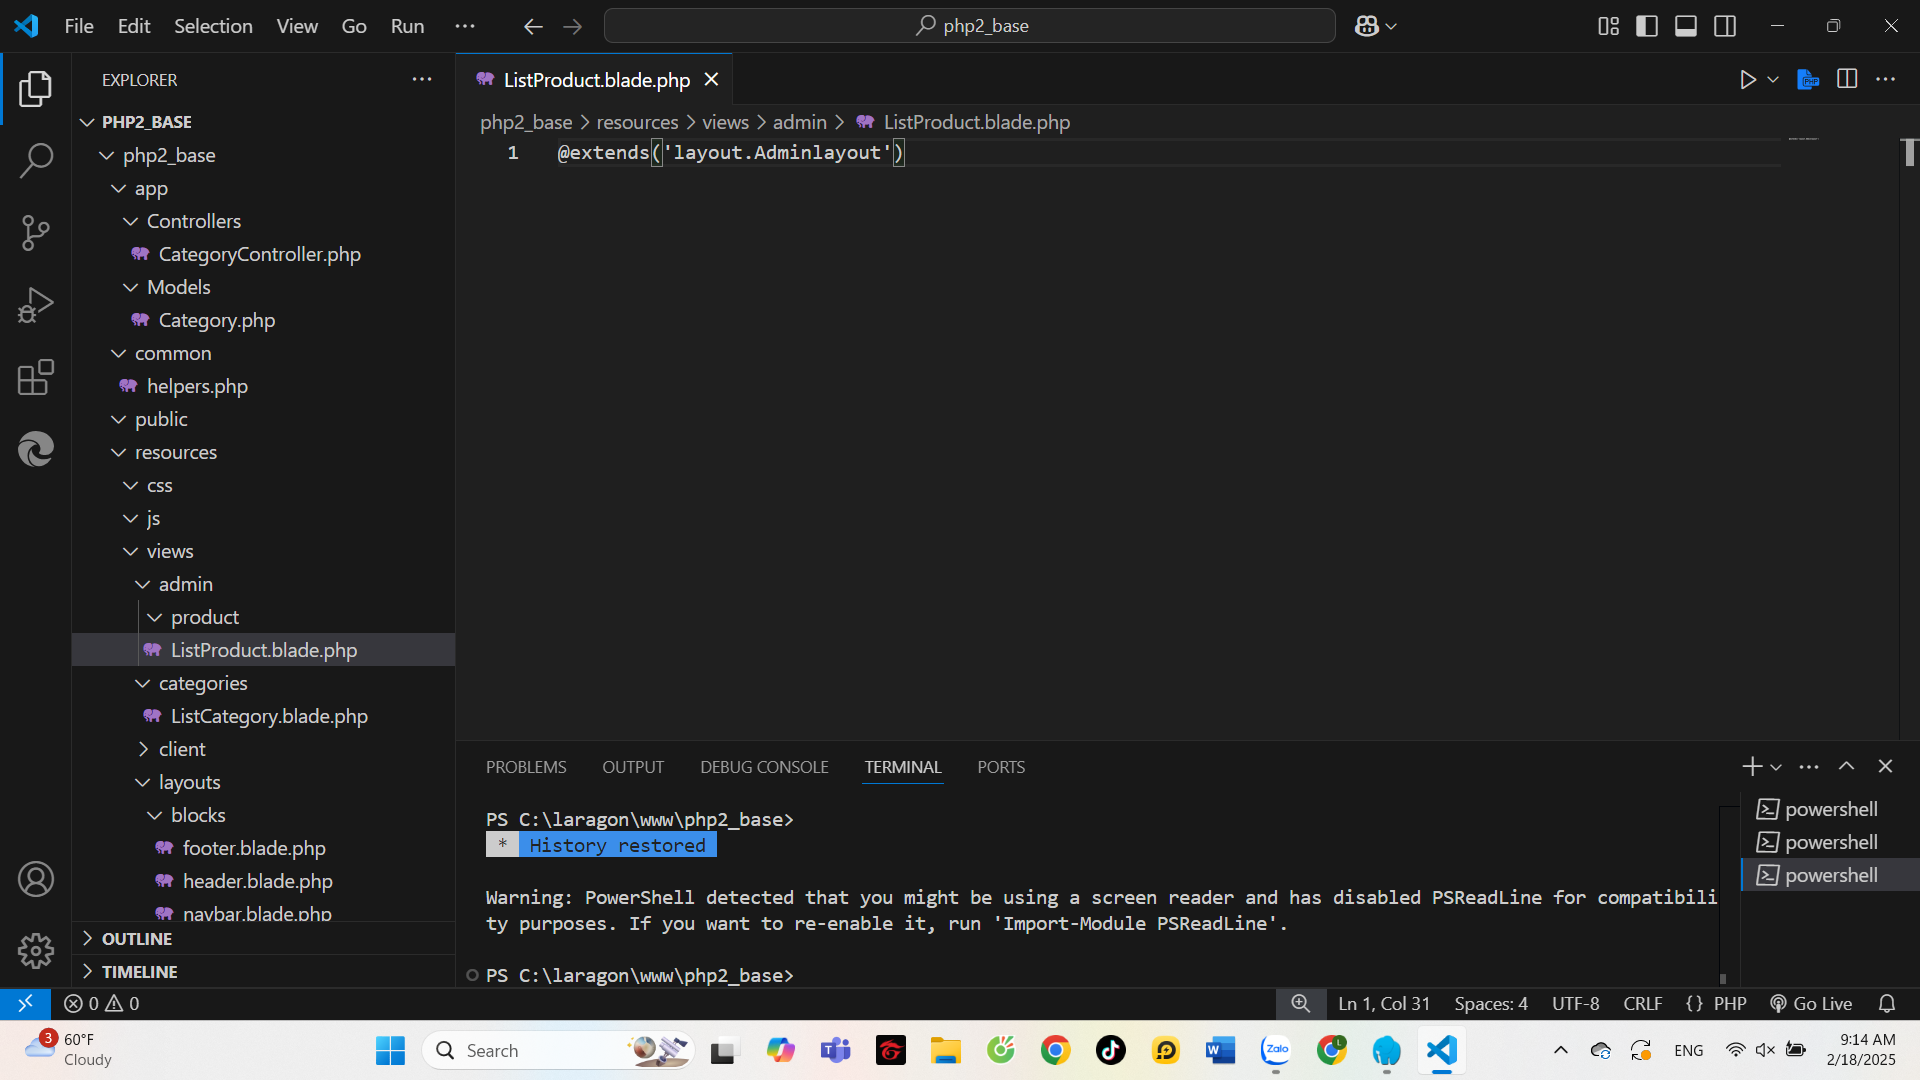 File Edit Selection View Go Run
php2_base
EXPLORER
PHP2_BASE
php2_base
app
Controllers
CategoryController.php
Models
Category.php
common
helpers.php
public
resources
css
js
views
admin
product
ListProduct.blade.php
categories
ListCategory.blade.php
client
layouts
blocks
footer.blade.php
header.blade.php
navbar.blade.php
OUTLINE
TIMELINE
ListProduct.blade.php
php2_base > resources > views > admin > ListProduct.blade.php
1 @extends('layout.Adminlayout')
PROBLEMS OUTPUT DEBUG CONSOLE TERMINAL PORTS
PS C:\laragon\www\php2_base>
* History restored
Warning: PowerShell detected that you might be using a screen reader and has disabled PSReadLine for compatibili
ty purposes. If you want to re-enable it, run 'Import-Module PSReadLine'.
PS C:\laragon\www\php2_base>
powershell
powershell
powershell
0 0
Ln 1, Col 31 Spaces: 4 UTF-8 CRLF {} PHP Go Live
3
60°F
Cloudy
Search
Zalo
L
ENG
9:14 AM
2/18/2025